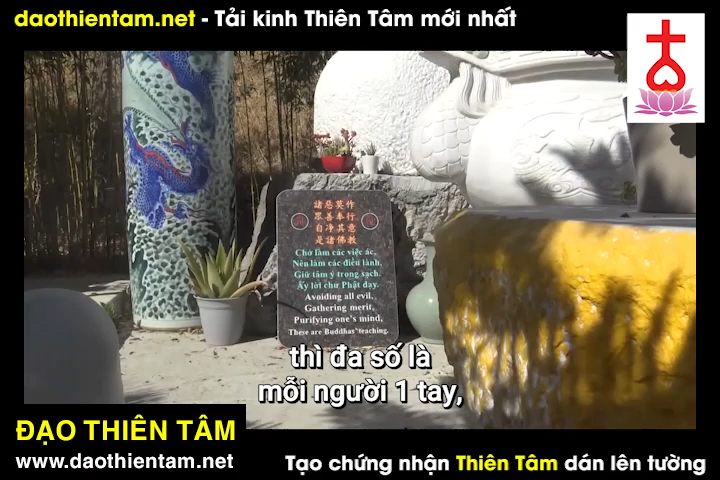 daothientam.net - Tải kinh Thiên Tâm mới nhất
諸惡莫作
眾善奉行
自净其意
是諸佛教
Chớ làm các việc ác,
Nên làm các điều lành,
Giữ tâm ý trong sạch.
Ấy lời chư Phật dạy.
Avoiding all evil,
Gathering merit,
Purifying one's mind,
These are Buddhas' teaching.
thì đa số là
mỗi người 1 tay,
ĐẠO THIÊN TÂM
www.daothientam.net
Tạo chứng nhận Thiên Tâm dán lên tường